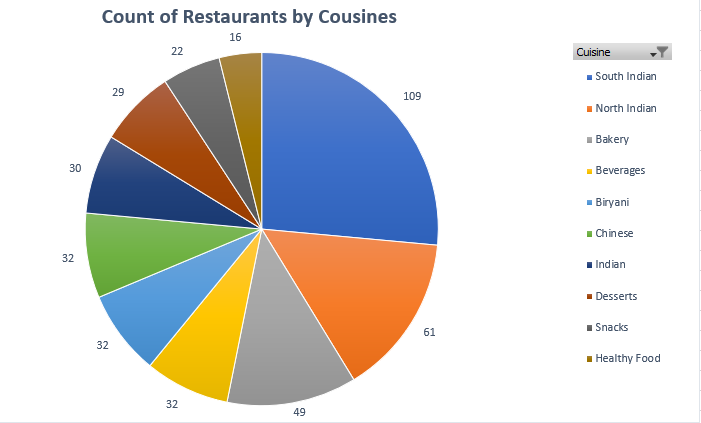 Count of Restaurants by Cousines
16
22
29
30
32
32
32
49
61
109
Cuisine
South Indian
North Indian
Bakery
Beverages
Biryani
Chinese
Indian
Desserts
Snacks
Healthy Food